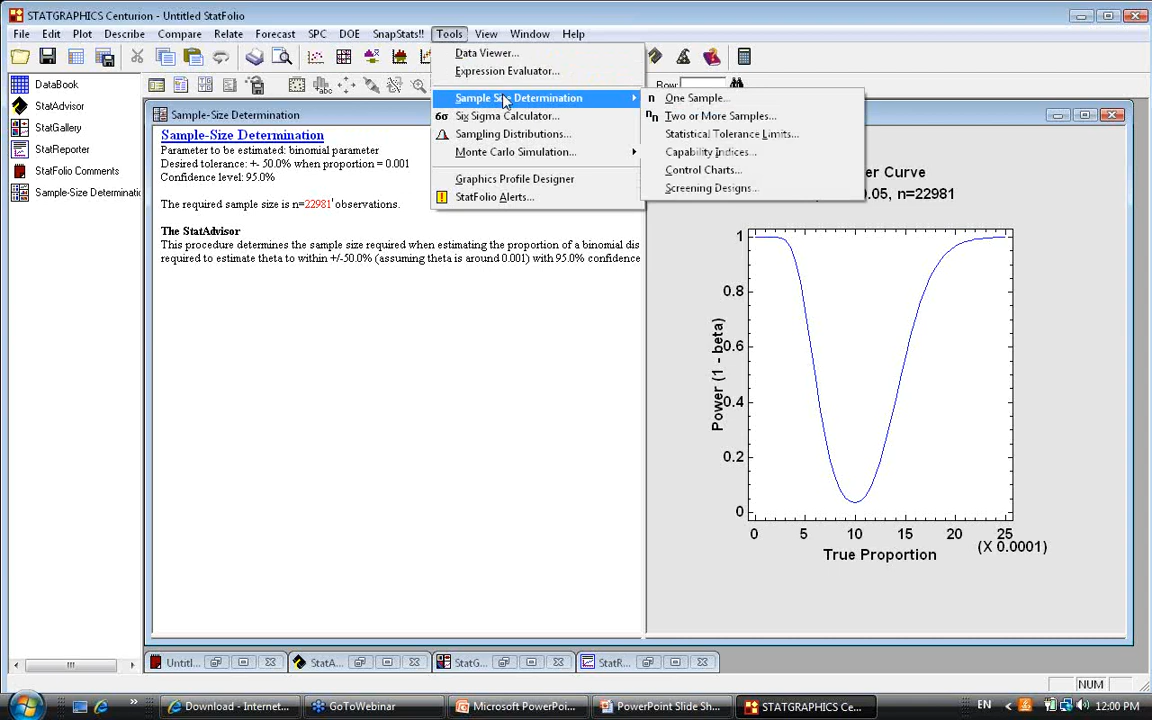 STATGRAPHICS Centurion - Untitled StatFolio
File Edit Plot Describe Compare Relate Forecast SPC DOE SnapStats!! Tools View Window Help
Data Viewer...
Expression Evaluator...
Sample Size Determination
6σ Six Sigma Calculator...
Sampling Distributions...
Monte Carlo Simulation...
Graphics Profile Designer
StatFolio Alerts...
n One Sample...
nn Two or More Samples...
Statistical Tolerance Limits...
Capability Indices...
Control Charts...
Screening Designs...
Row:
DataBook
StatAdvisor
StatGallery
StatReporter
StatFolio Comments
Sample-Size Determinatio
Sample-Size Determination
Sample-Size Determination
Parameter to be estimated: binomial parameter
Desired tolerance: +- 50.0% when proportion = 0.001
Confidence level: 95.0%
The required sample size is n=22981 observations.
The StatAdvisor
This procedure determines the sample size required when estimating the proportion of a binomial dis
required to estimate theta to within +/-50.0% (assuming theta is around 0.001) with 95.0% confidence
er Curve
.05, n=22981
Power (1 - beta)
1
0.8
0.6
0.4
0.2
0
0 5 10 15 20 25
(X 0.0001)
True Proportion
Untitl...
StatA...
StatG...
StatR...
NUM
Download - Internet...
GoToWebinar
Microsoft PowerPoi...
PowerPoint Slide Sh...
STATGRAPHICS Ce...
EN
12:00 PM